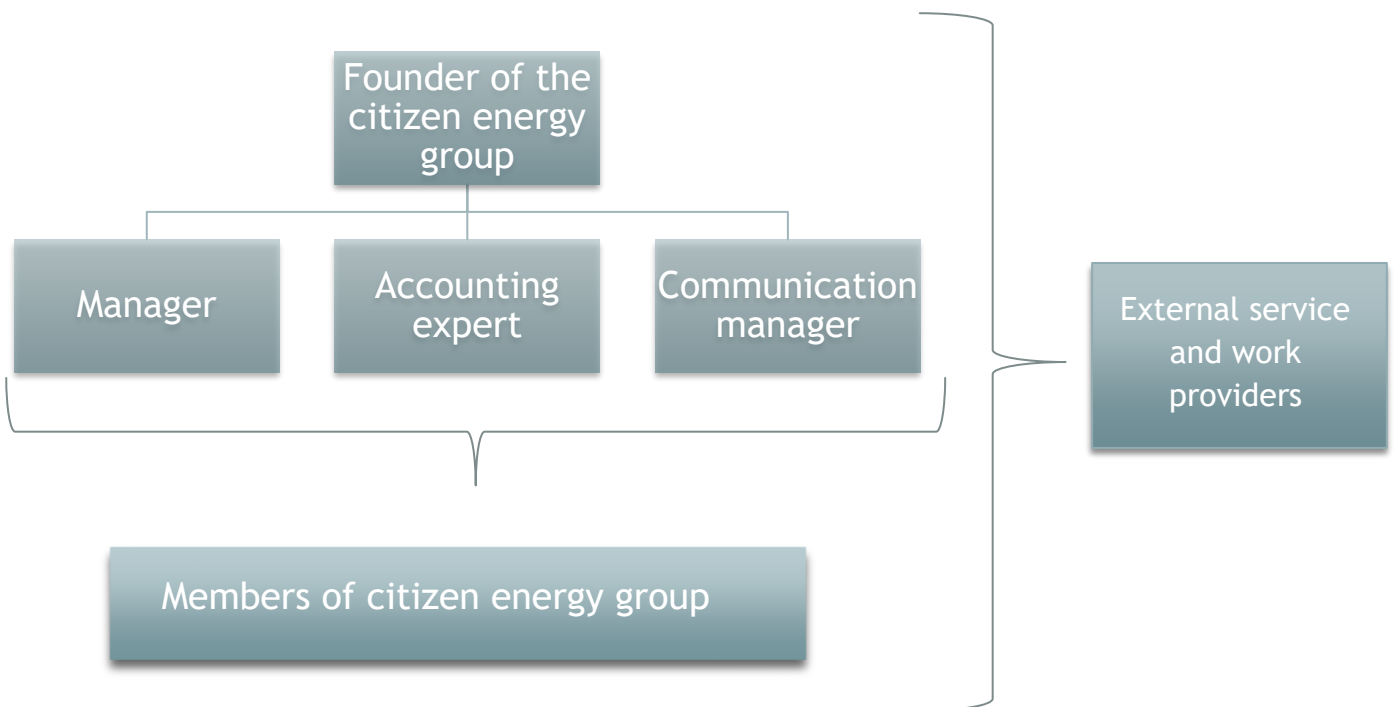 Founder of the
citizen energy
group
Manager
Accounting
expert
Communication
manager
External service
and work
providers
Members of citizen energy group